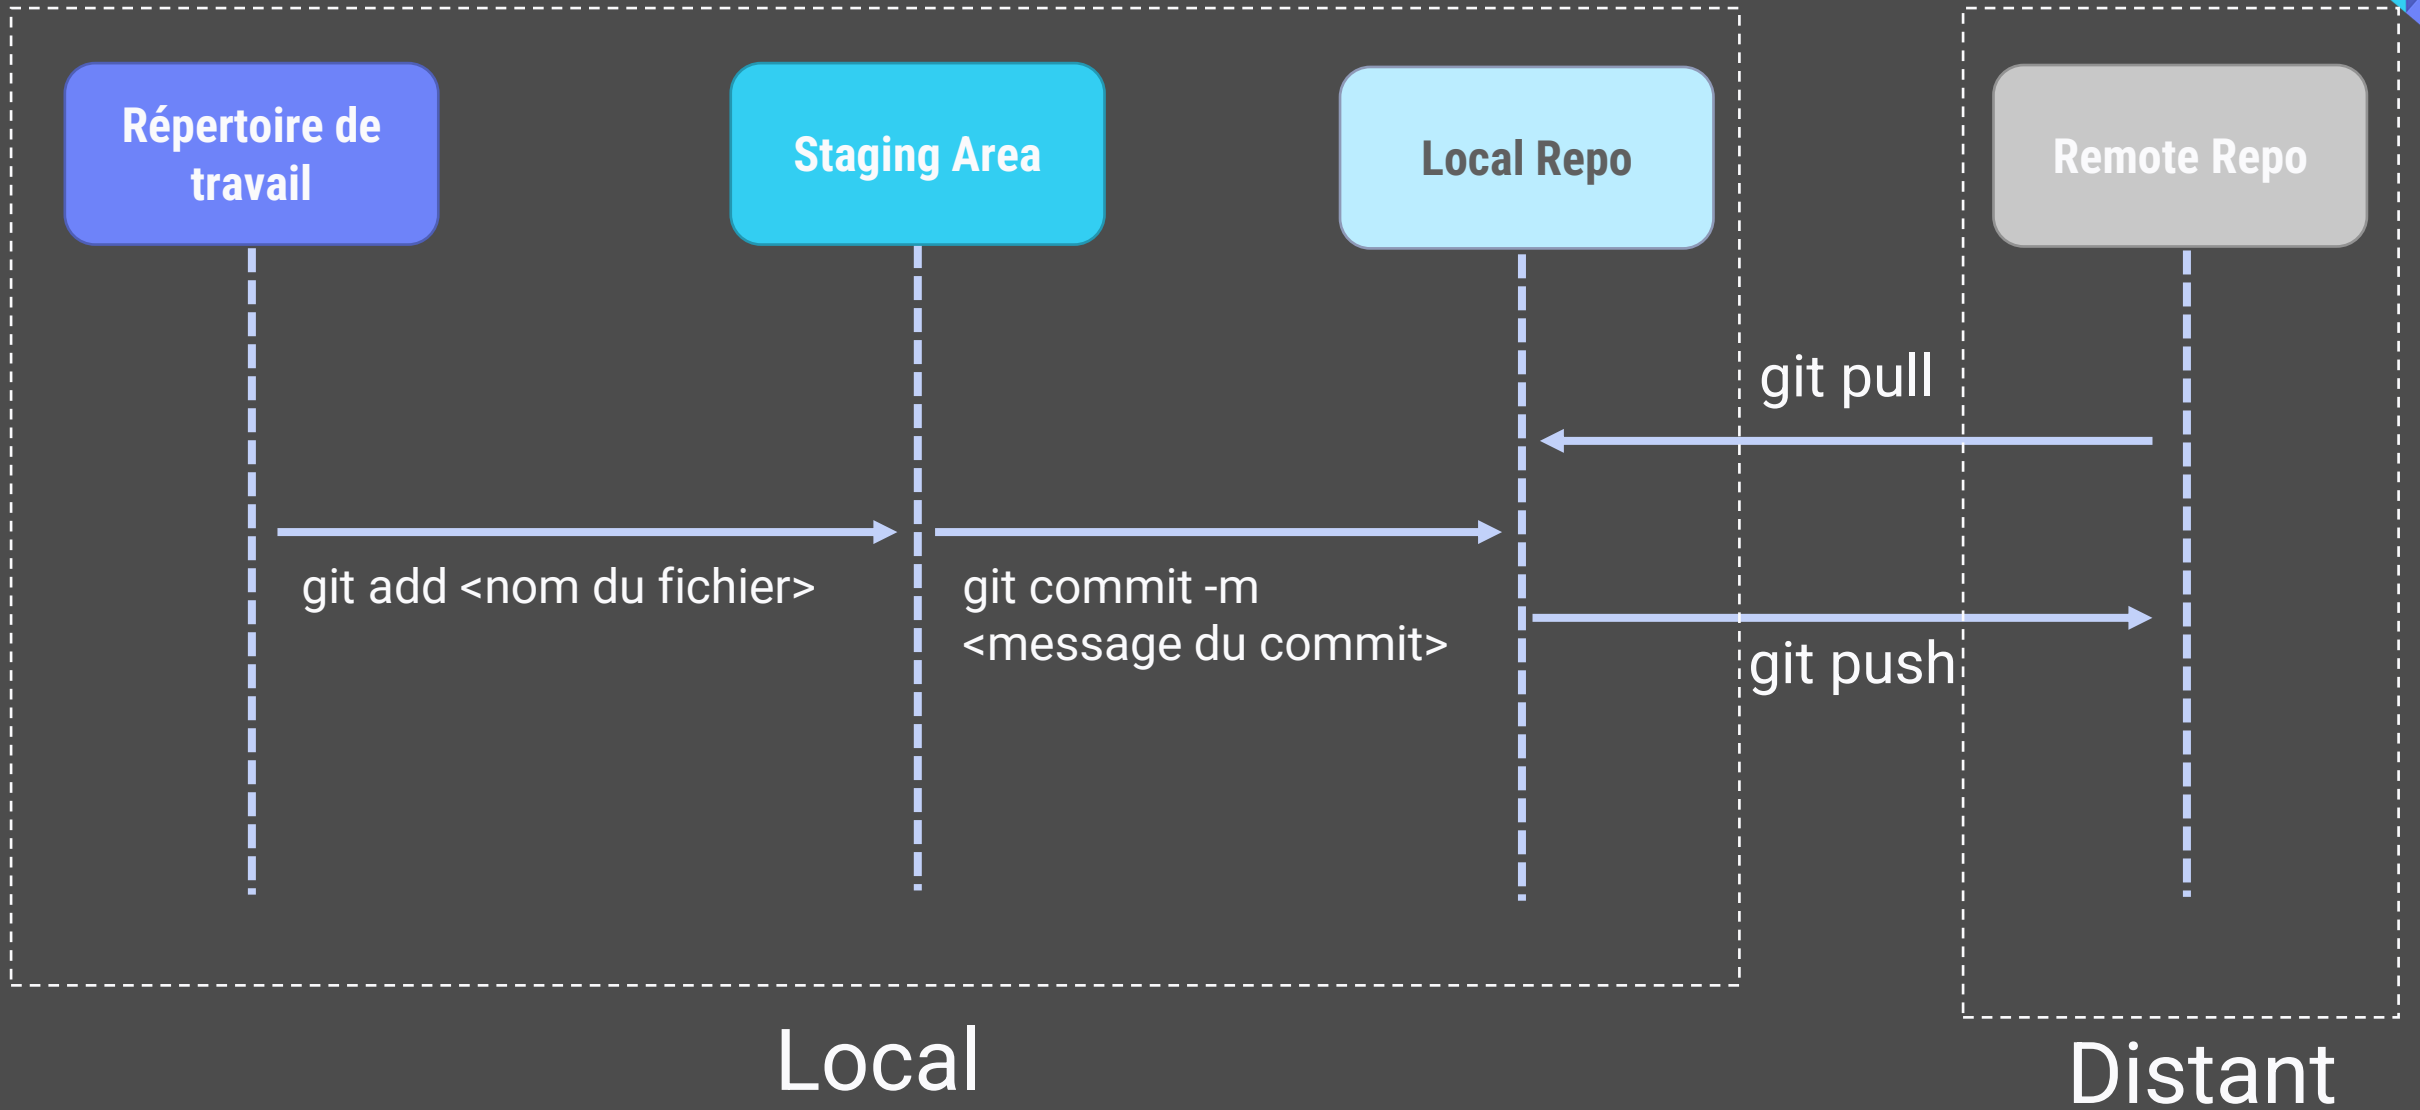 Répertoire de
travail
Staging Area
Local Repo
Remote Repo
git pull
git add <nom du fichier>
git commit -m
<message du commit>
git push
Local
Distant